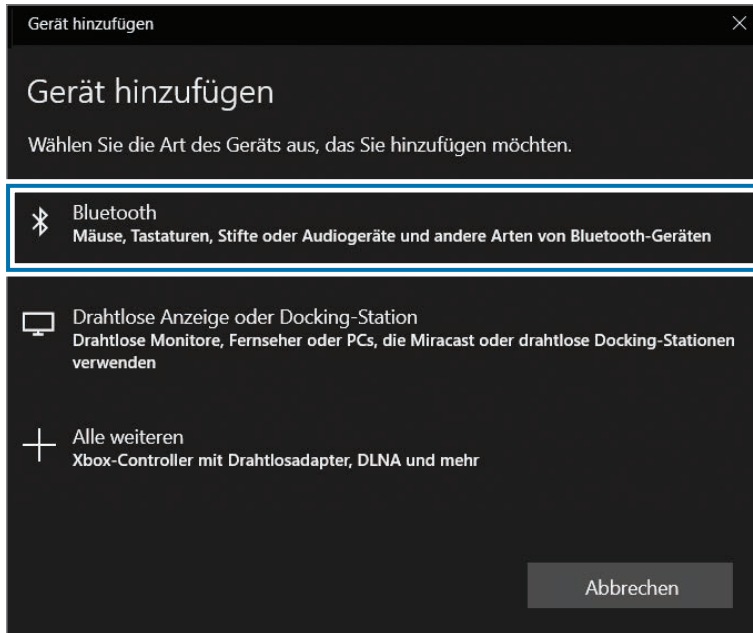 Gerät hinzufügen
Gerät hinzufügen
Wählen Sie die Art des Geräts aus, das Sie hinzufügen möchten.
Bluetooth
Mäuse, Tastaturen, Stifte oder Audiogeräte und andere Arten von Bluetooth-Geräten
Drahtlose Anzeige oder Docking-Station
Drahtlose Monitore, Fernseher oder PCs, die Miracast oder drahtlose Docking-Stationen
verwenden
Alle weiteren
Xbox-Controller mit Drahtlosadapter, DLNA und mehr
Abbrechen